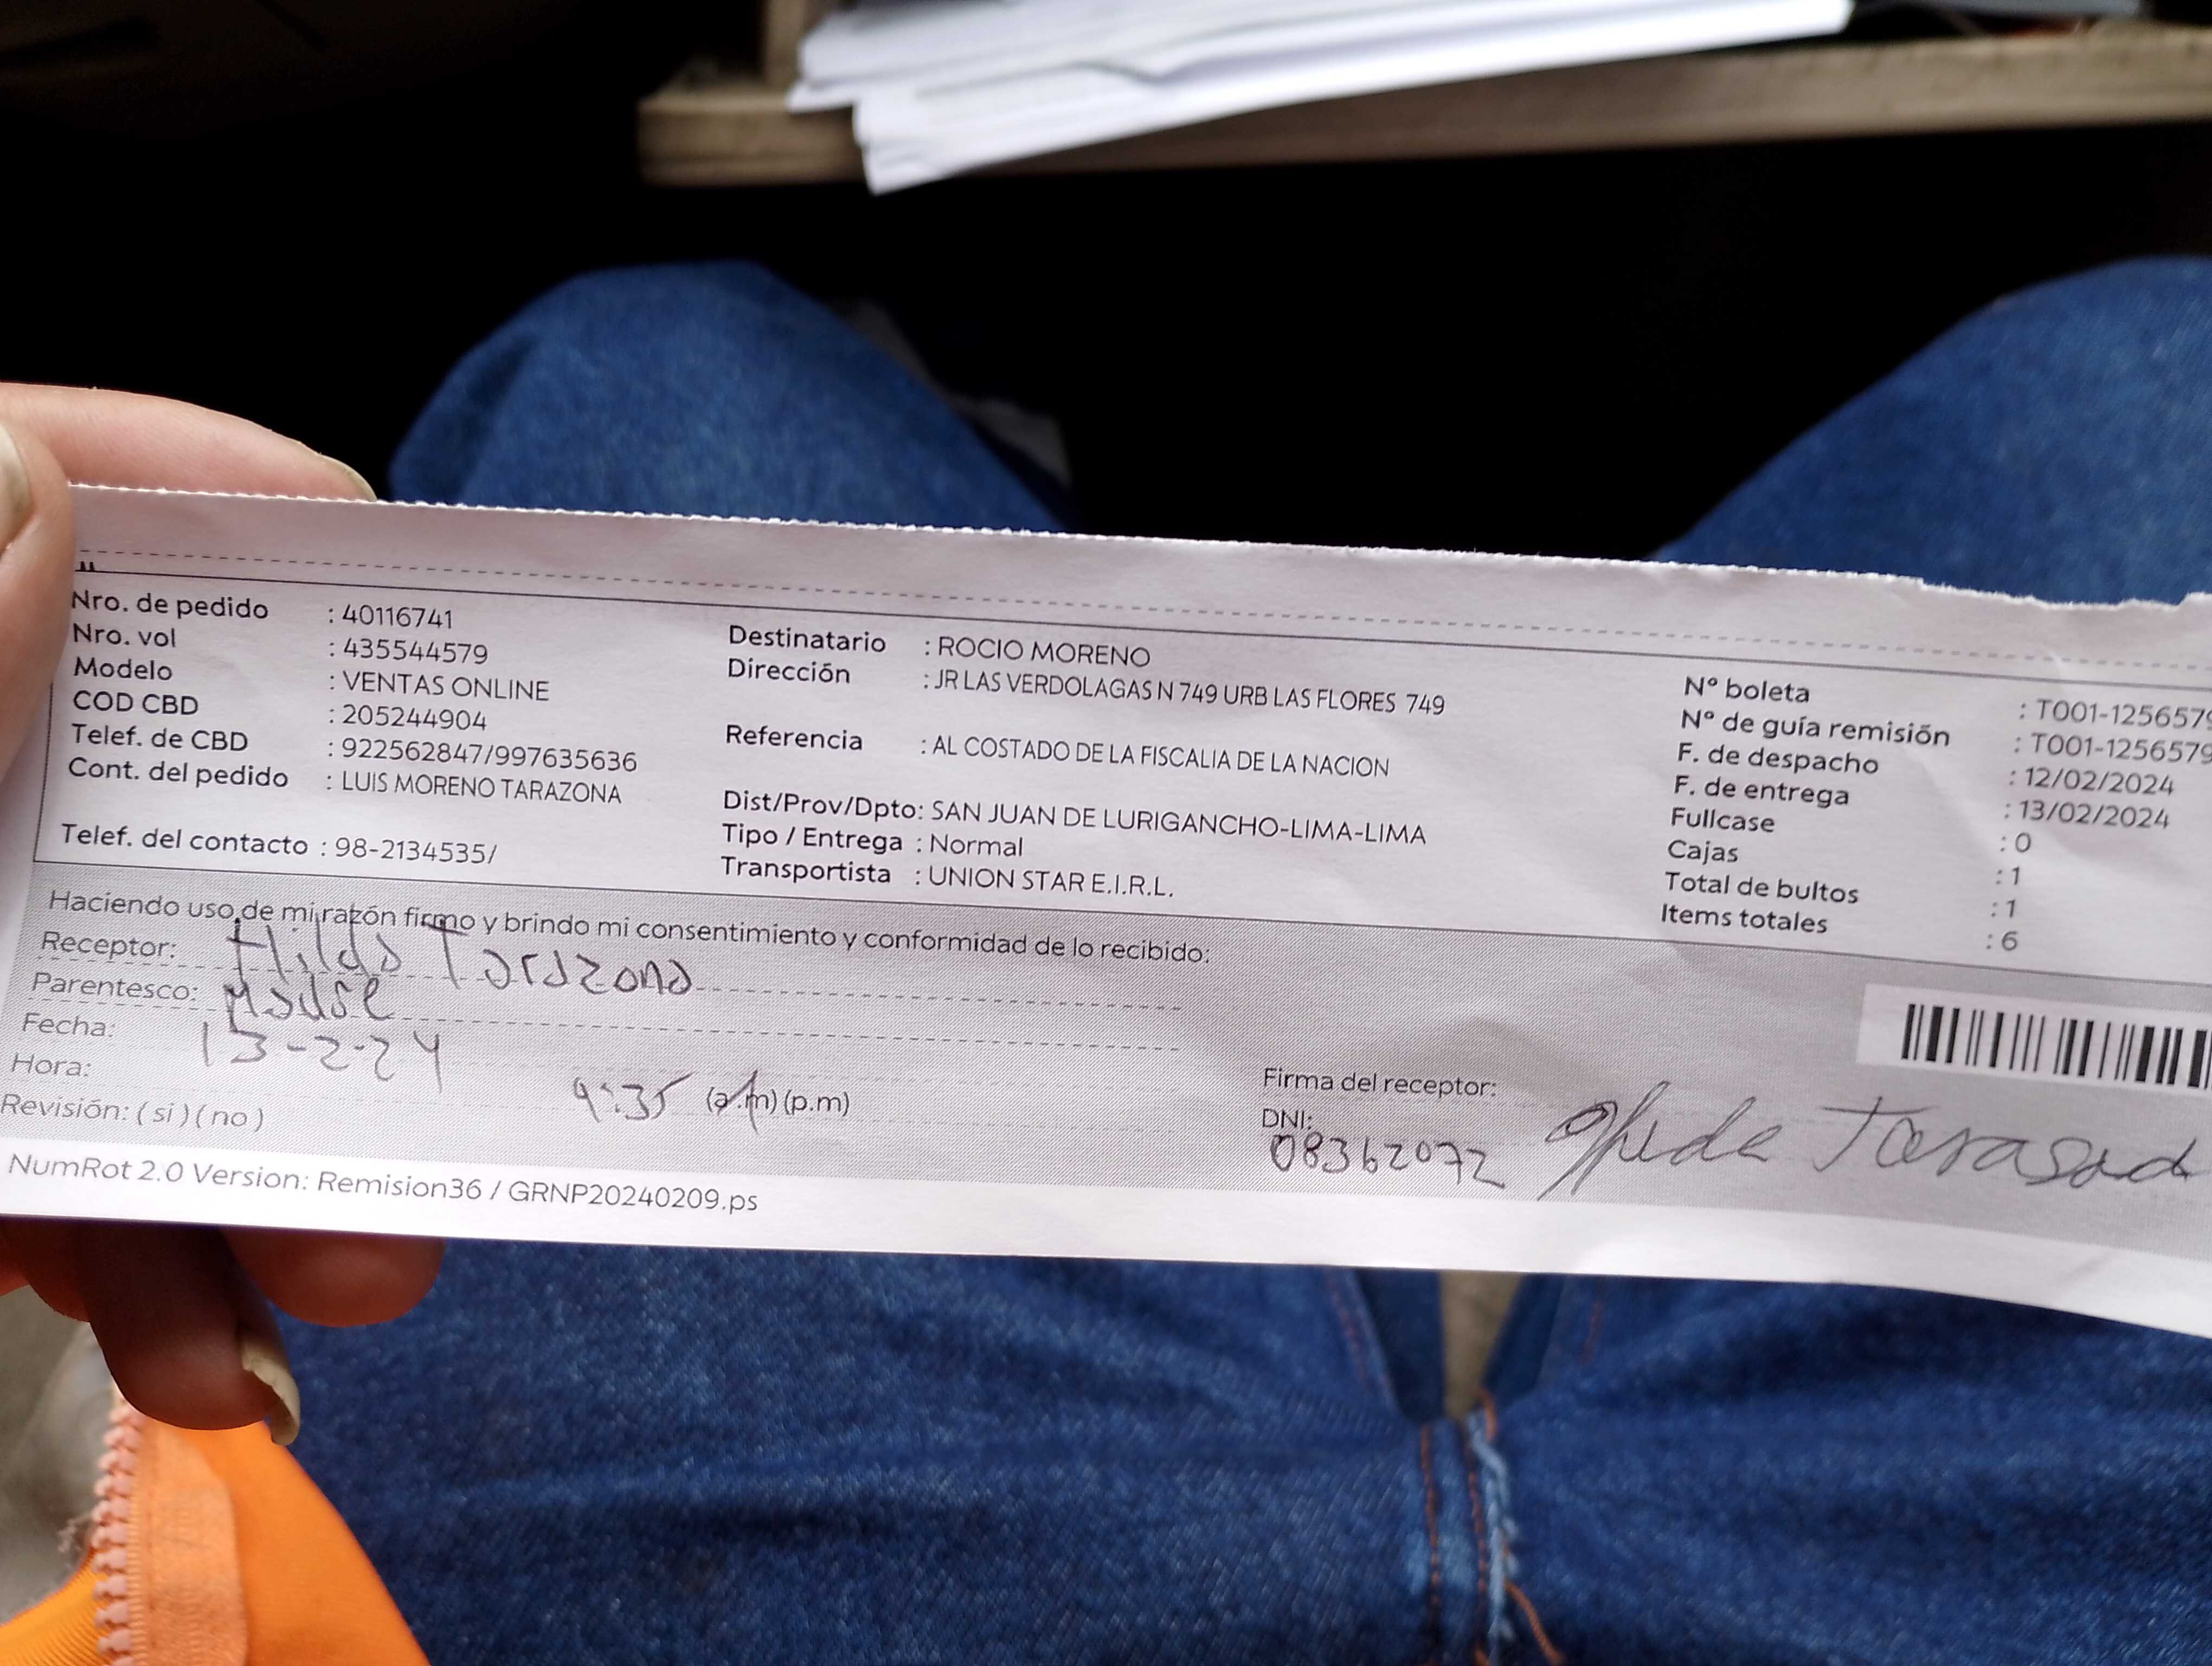 Nro. de pedido : 40116741
Nro. vol : 435544579
Modelo : VENTAS ONLINE
COD CBD : 205244904
Telef. de CBD : 922562847/997635636
Cont. del pedido : LUIS MORENO TARAZONA
Telef. del contacto : 98-2134535/
Destinatario : ROCIO MORENO
Dirección : JR LAS VERDOLAGAS N 749 URB LAS FLORES 749
Referencia : AL COSTADO DE LA FISCALIA DE LA NACION
Dist/Prov/Dpto: SAN JUAN DE LURIGANCHO-LIMA-LIMA
Tipo / Entrega : Normal
Transportista : UNION STAR E.I.R.L.
N° boleta : T001-1256579
N° de guía remisión : T001-1256579
F. de despacho : 12/02/2024
F. de entrega : 13/02/2024
Fullcase : 0
Cajas : 1
Total de bultos : 1
Items totales : 6
Haciendo uso de mi razón firmo y brindo mi consentimiento y conformidad de lo recibido:
Receptor: Hilda Tarazona
Parentesco: Madre
Fecha: 13-2-24
Hora: 9:35 (a.m) (p.m)
Revisión: ( si ) ( no )
Firma del receptor:
DNI: 08362072
NumRot 2.0 Version: Remision36 / GRNP20240209.ps